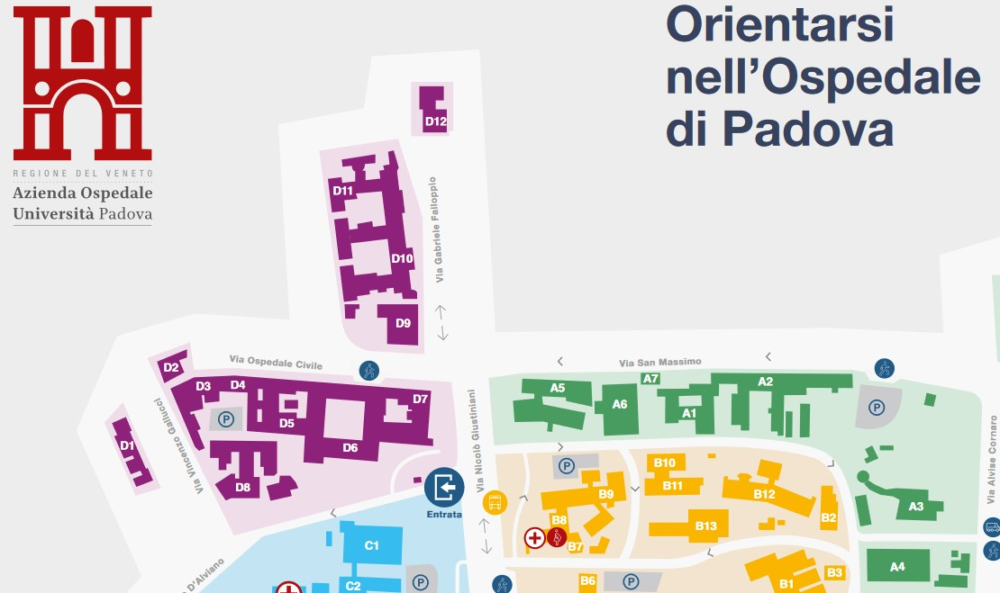 Orientarsi
nell’Ospedale
di Padova
REGIONE DEL VENETO
Azienda Ospedale
Università Padova
D12
D11
D10
D9
Via Gabriele Falloppio
Via Ospedale Civile
Via San Massimo
D2
D3
D4
D7
P
D5
D6
D1
D8
Via Vincenzo Gallucci
Via Nicolò Giustiniani
Entrata
A5
A7
A2
A6
A1
P
Via Alvise Cornaro
P
B10
B11
B9
B12
B8
B13
B2
B7
A3
A4
C1
C2
P
D'Alviano
B6
P
B1
B3